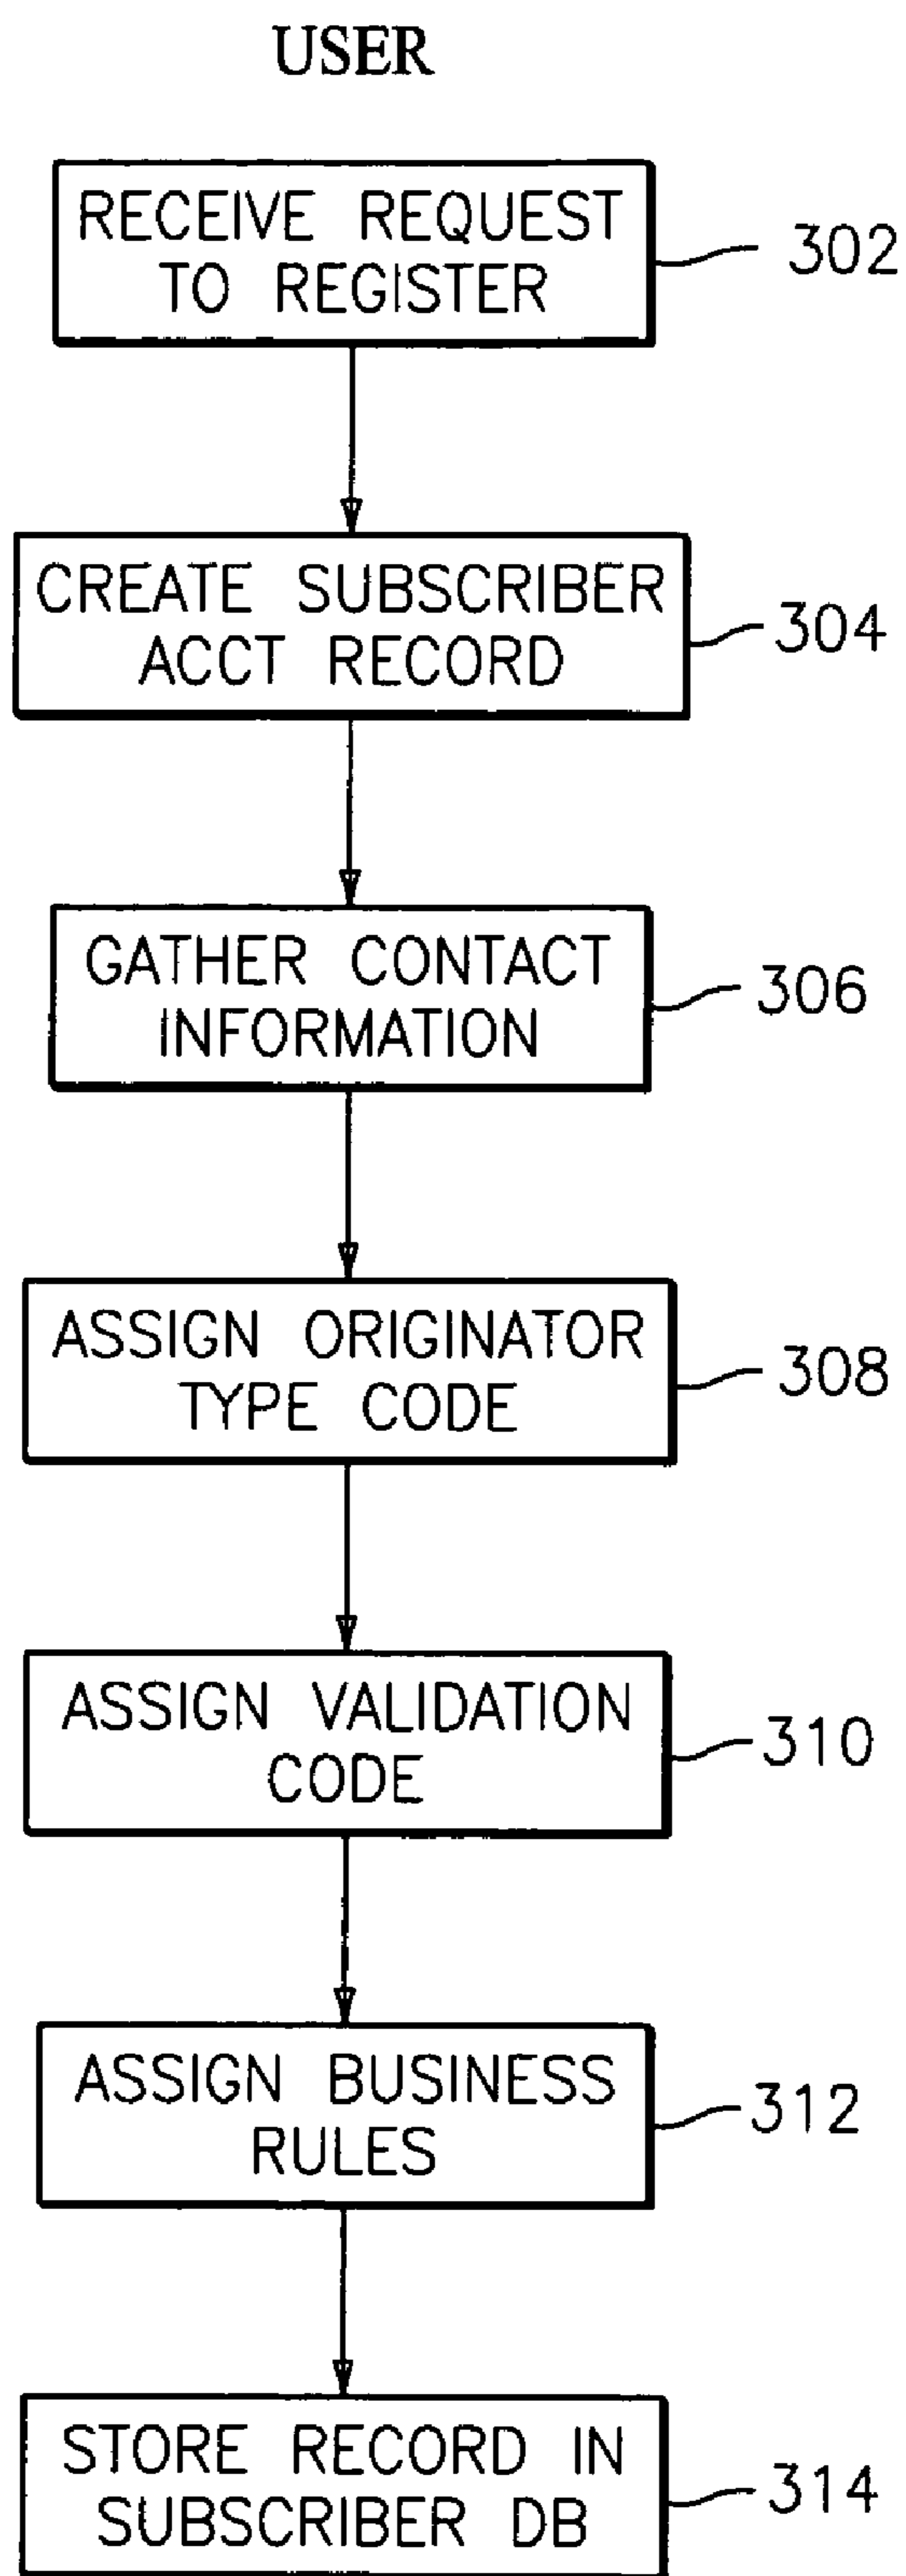 USER
RECEIVE REQUEST
TO REGISTER
302
CREATE SUBSCRIBER
ACCT RECORD
304
GATHER CONTACT
INFORMATION
306
ASSIGN ORIGINATOR
TYPE CODE
308
ASSIGN VALIDATION
CODE
310
ASSIGN BUSINESS
RULES
312
STORE RECORD IN
SUBSCRIBER DB
314